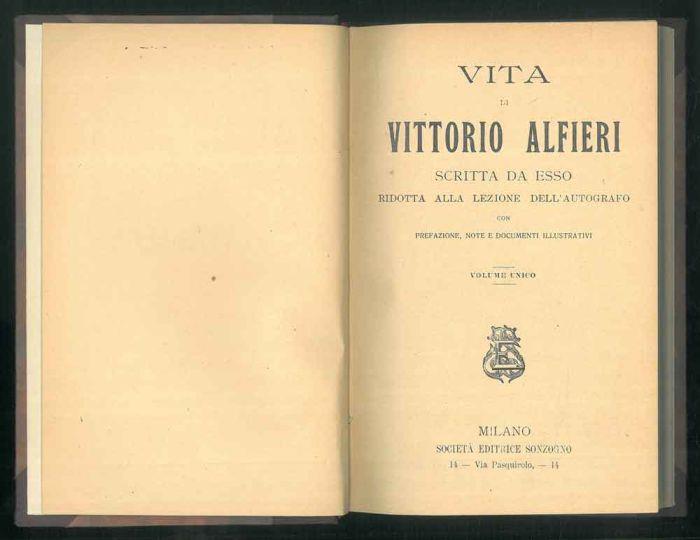 VITA
DI
VITTORIO ALFIERI
SCRITTA DA ESSO
RIDOTTA ALLA LEZIONE DELL'AUTOGRAFO
CON
PREFAZIONE, NOTE E DOCUMENTI ILLUSTRATIVI
VOLUME UNICO
MILANO
SOCIETÀ EDITRICE SONZOGNO
14 — Via Pasquirolo, — 14